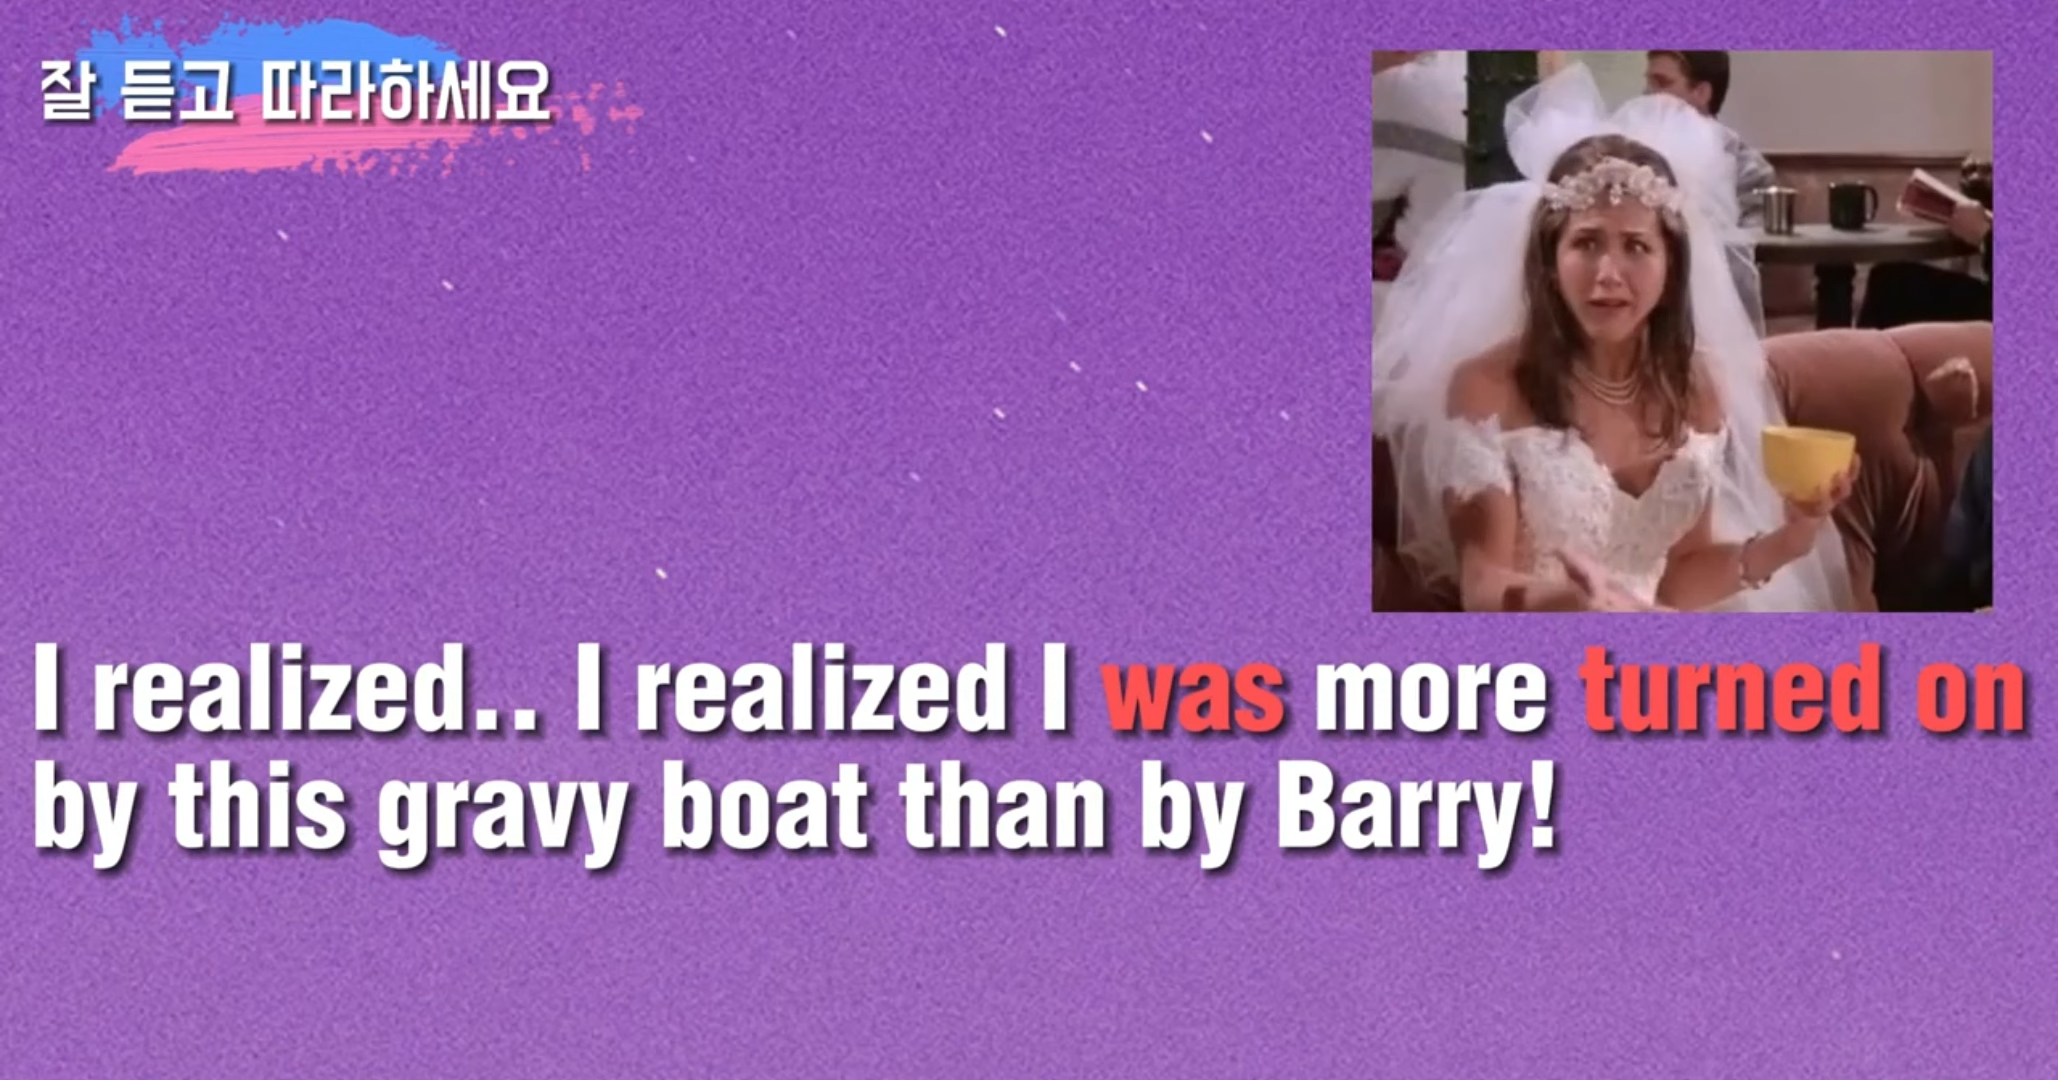 잘 듣고 따라하세요
I realized.. I realized I was more turned on
by this gravy boat than by Barry!